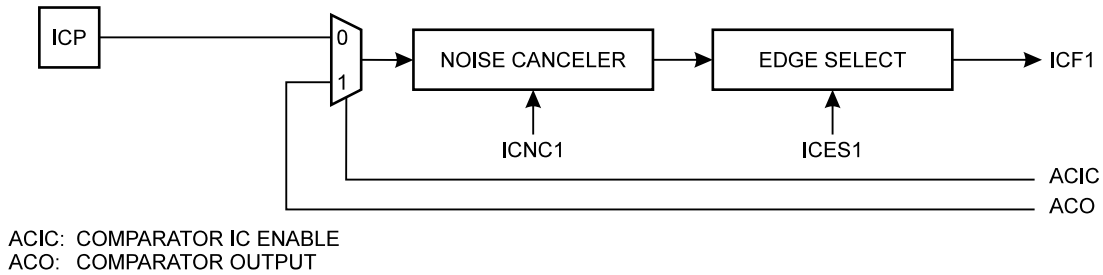 ICP
0
1
NOISE CANCELER
EDGE SELECT
ICF1
ICNC1
ICES1
ACIC
ACO
ACIC: COMPARATOR IC ENABLE
ACO: COMPARATOR OUTPUT